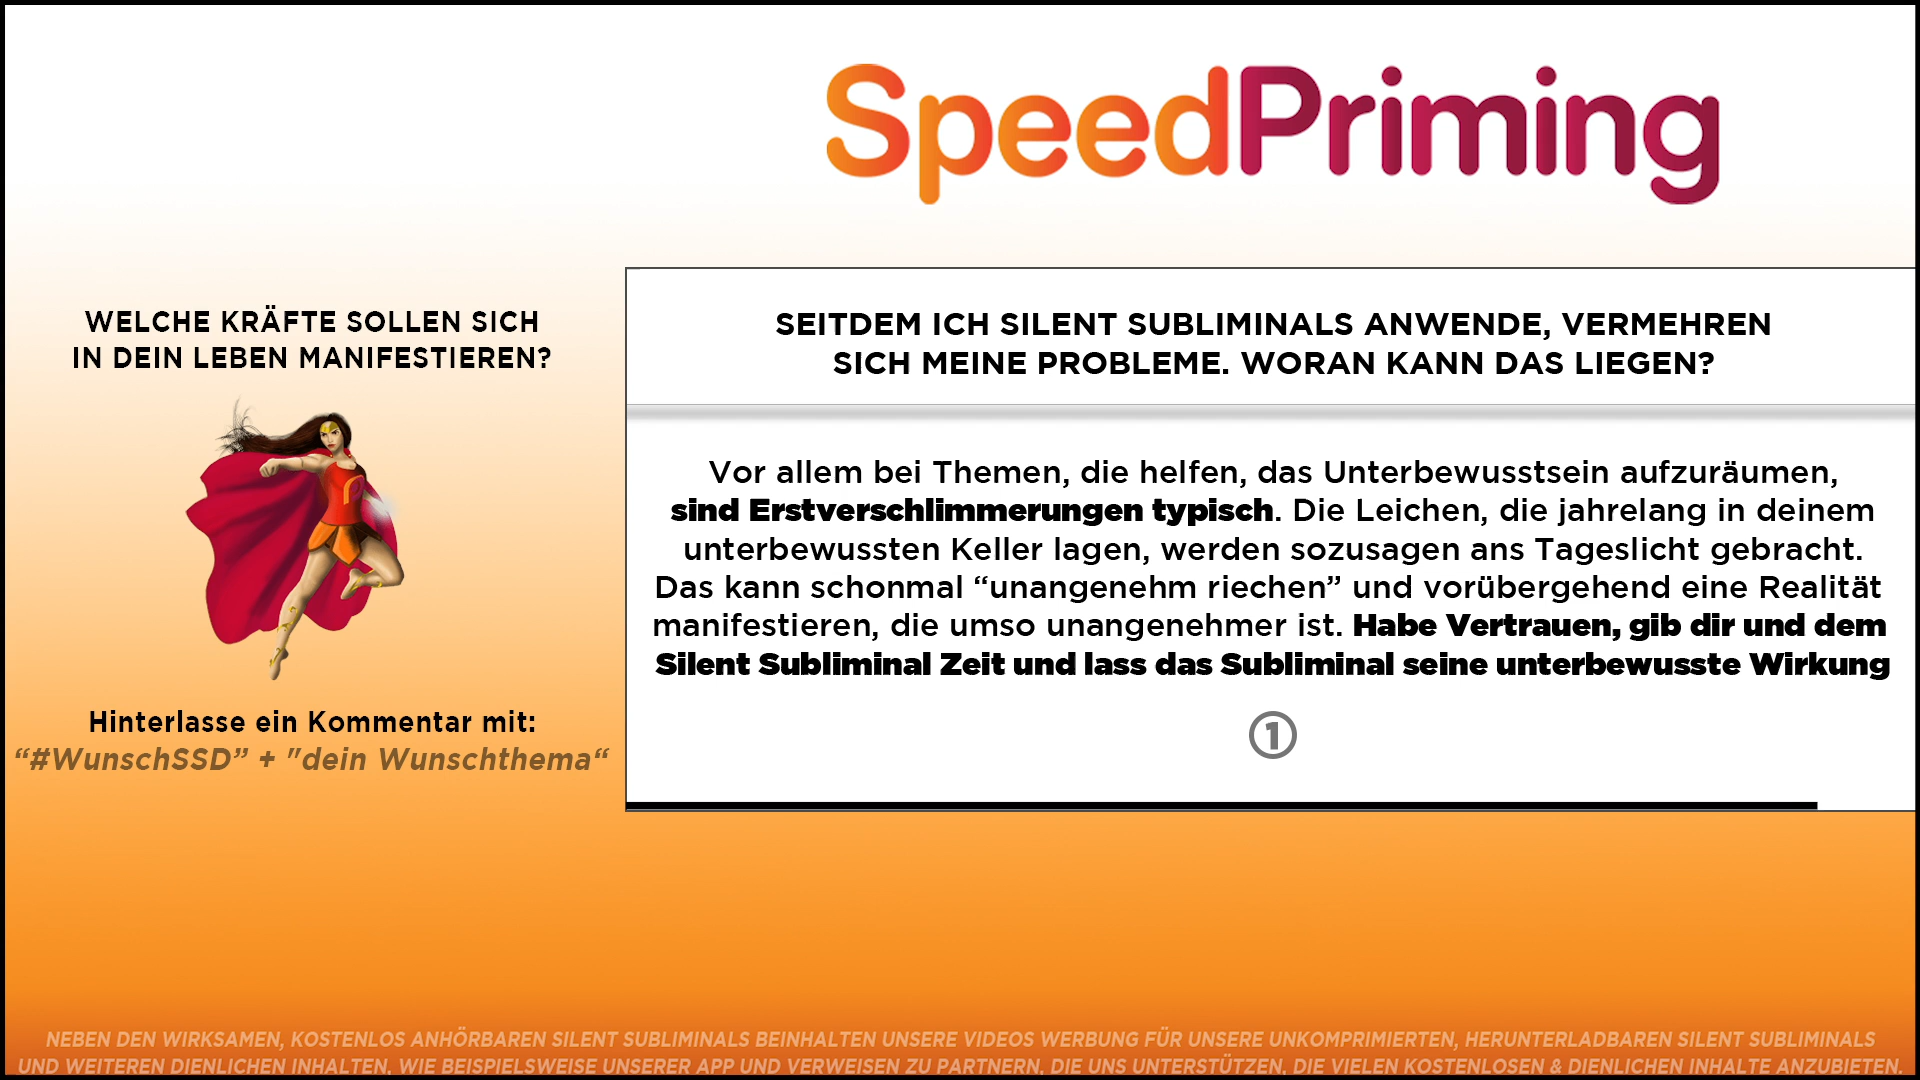 SpeedPriming
WELCHE KRÄFTE SOLLEN SICH
IN DEIN LEBEN MANIFESTIEREN?
Hinterlasse ein Kommentar mit:
“#WunschSSD” + "dein Wunschthema“
SEITDEM ICH SILENT SUBLIMINALS ANWENDE, VERMEHREN
SICH MEINE PROBLEME. WORAN KANN DAS LIEGEN?
Vor allem bei Themen, die helfen, das Unterbewusstsein aufzuräumen,
sind Erstverschlimmerungen typisch. Die Leichen, die jahrelang in deinem
unterbewussten Keller lagen, werden sozusagen ans Tageslicht gebracht.
Das kann schonmal “unangenehm riechen” und vorübergehend eine Realität
manifestieren, die umso unangenehmer ist. Habe Vertrauen, gib dir und dem
Silent Subliminal Zeit und lass das Subliminal seine unterbewusste Wirkung
1
NEBEN DEN WIRKSAMEN, KOSTENLOS ANHÖRBAREN SILENT SUBLIMINALS BEINHALTEN UNSERE VIDEOS WERBUNG FÜR UNSERE UNKOMPRIMIERTEN, HERUNTERLADBAREN SILENT SUBLIMINALS
UND WEITEREN DIENLICHEN INHALTEN, WIE BEISPIELSWEISE UNSERER APP UND VERWEISEN ZU PARTNERN, DIE UNS UNTERSTÜTZEN, DIE VIELEN KOSTENLOSEN & DIENLICHEN INHALTE ANZUBIETEN.